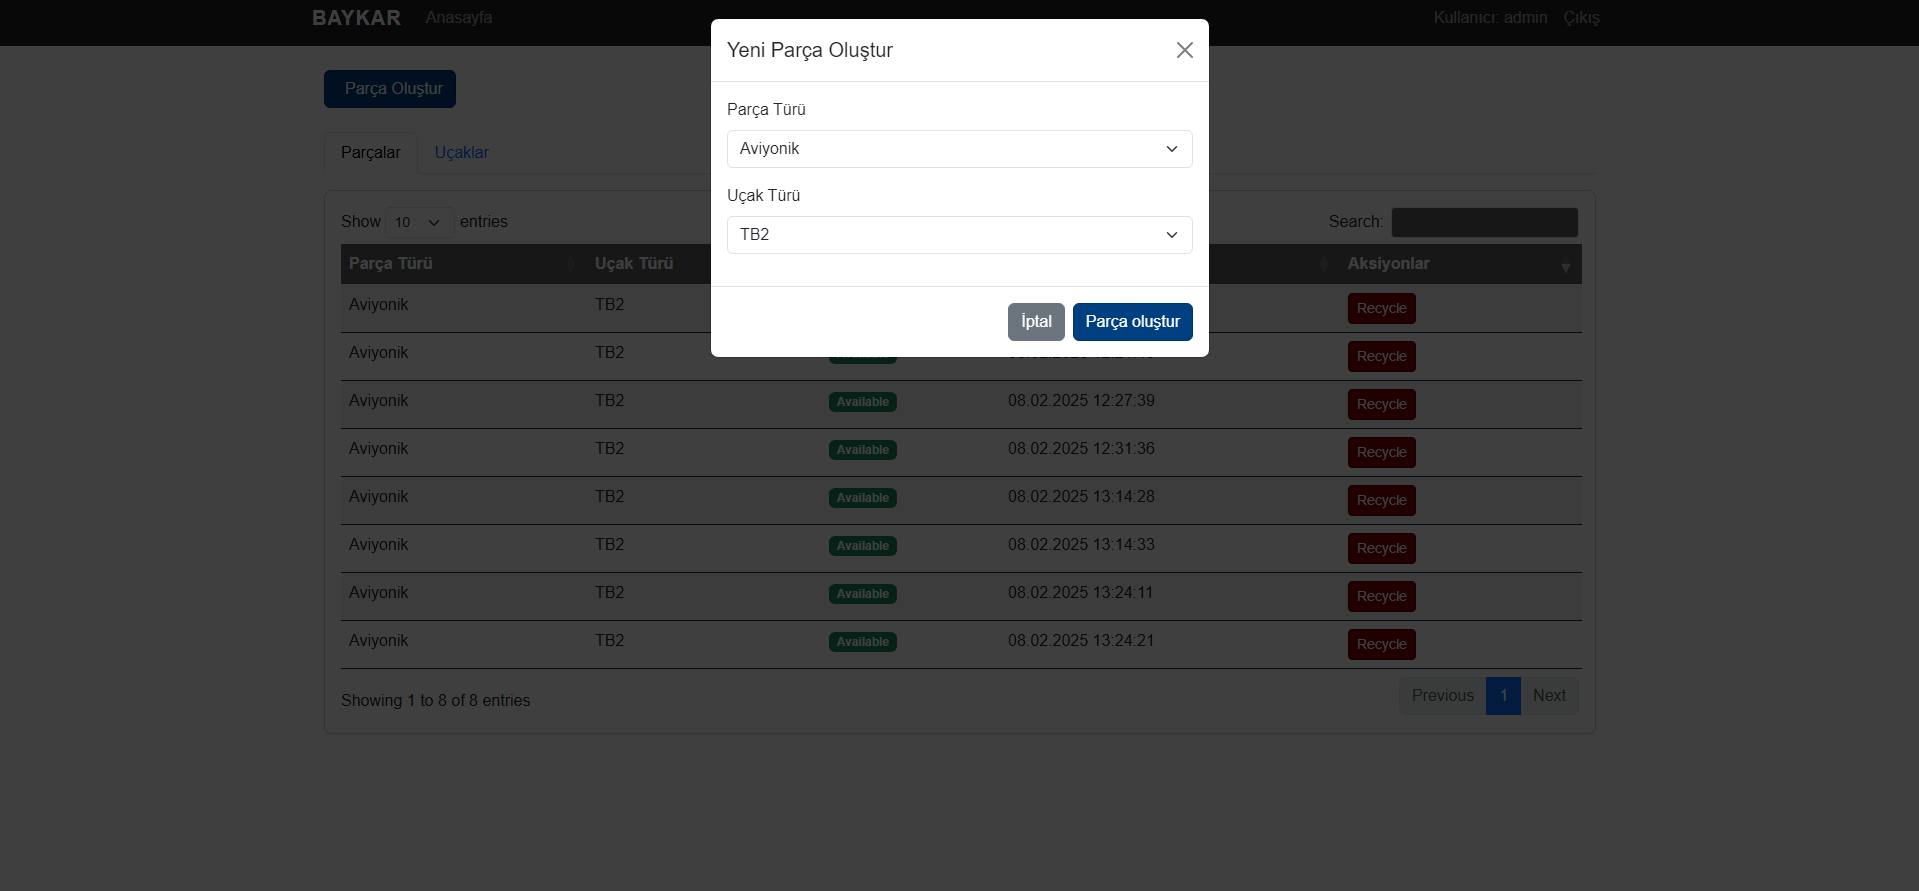 BAYKAR Anasayfa Kullanıcı: admin Çıkış
Yeni Parça Oluştur
Parça Oluştur
Parça Türü
Aviyonik
Parçalar Uçaklar
Uçak Türü
TB2
Show 10 entries Search:
Parça Türü Uçak Türü Aksiyonlar
İptal Parça oluştur
Aviyonik TB2 Recycle
Aviyonik TB2 Recycle
Aviyonik TB2 Available 08.02.2025 12:27:39 Recycle
Aviyonik TB2 Available 08.02.2025 12:31:36 Recycle
Aviyonik TB2 Available 08.02.2025 13:14:28 Recycle
Aviyonik TB2 Available 08.02.2025 13:14:33 Recycle
Aviyonik TB2 Available 08.02.2025 13:24:11 Recycle
Aviyonik TB2 Available 08.02.2025 13:24:21 Recycle
Showing 1 to 8 of 8 entries Previous 1 Next